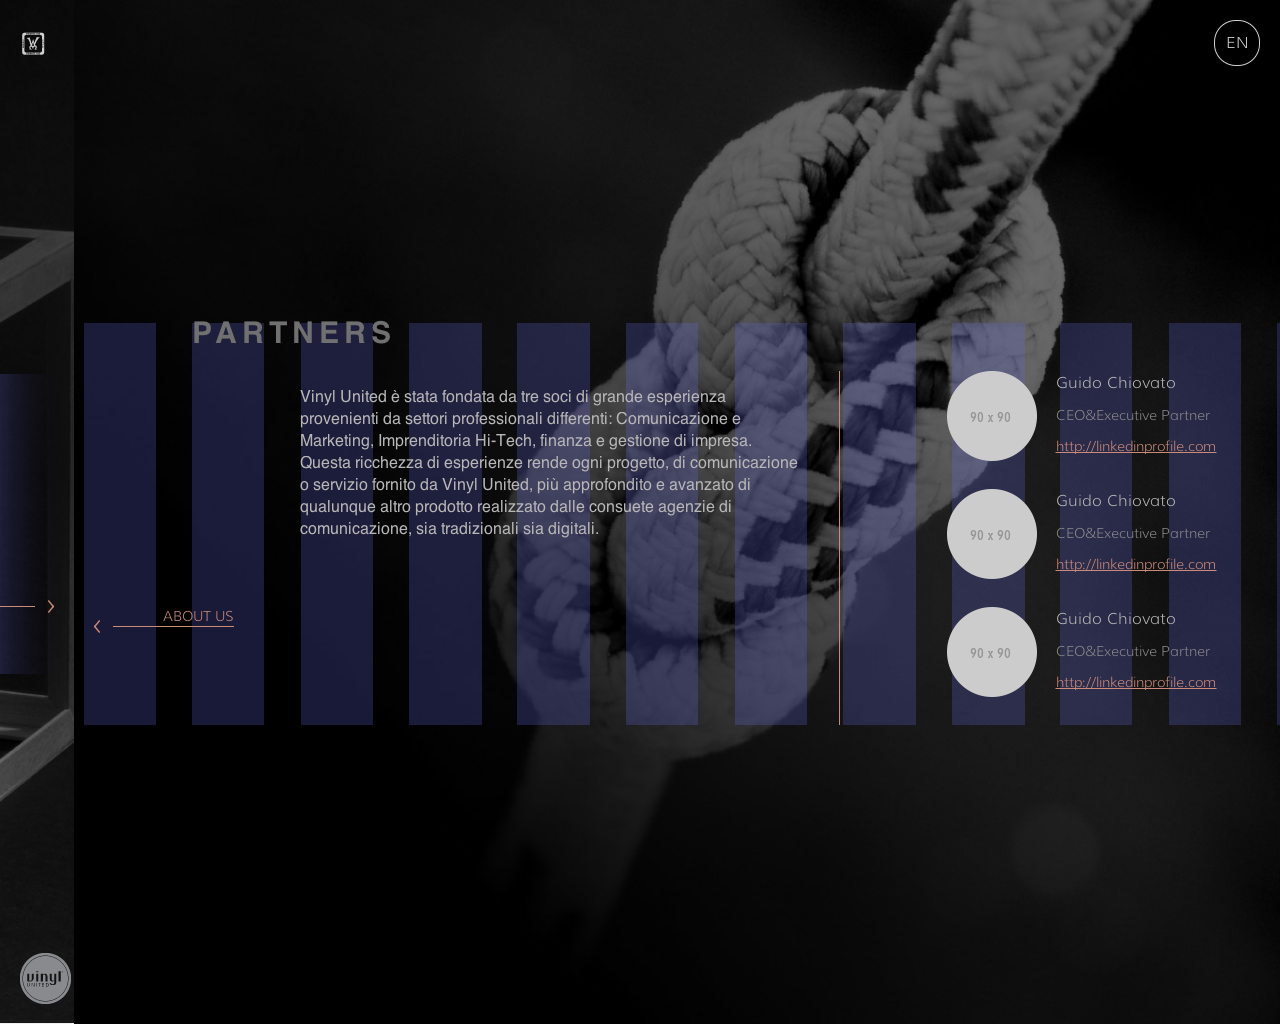 EN
PARTNERS
Vinyl United è stata fondata da tre soci di grande esperienza
provenienti da settori professionali differenti: Comunicazione e
Marketing, Imprenditoria Hi-Tech, finanza e gestione di impresa.
Questa ricchezza di esperienze rende ogni progetto, di comunicazione
o servizio fornito da Vinyl United, più approfondito e avanzato di
qualunque altro prodotto realizzato dalle consuete agenzie di
comunicazione, sia tradizionali sia digitali.
ABOUT US
90 x 90
Guido Chiovato
CEO&Executive Partner
http://linkedinprofile.com
90 x 90
Guido Chiovato
CEO&Executive Partner
http://linkedinprofile.com
90 x 90
Guido Chiovato
CEO&Executive Partner
http://linkedinprofile.com
vinyl
UNITED